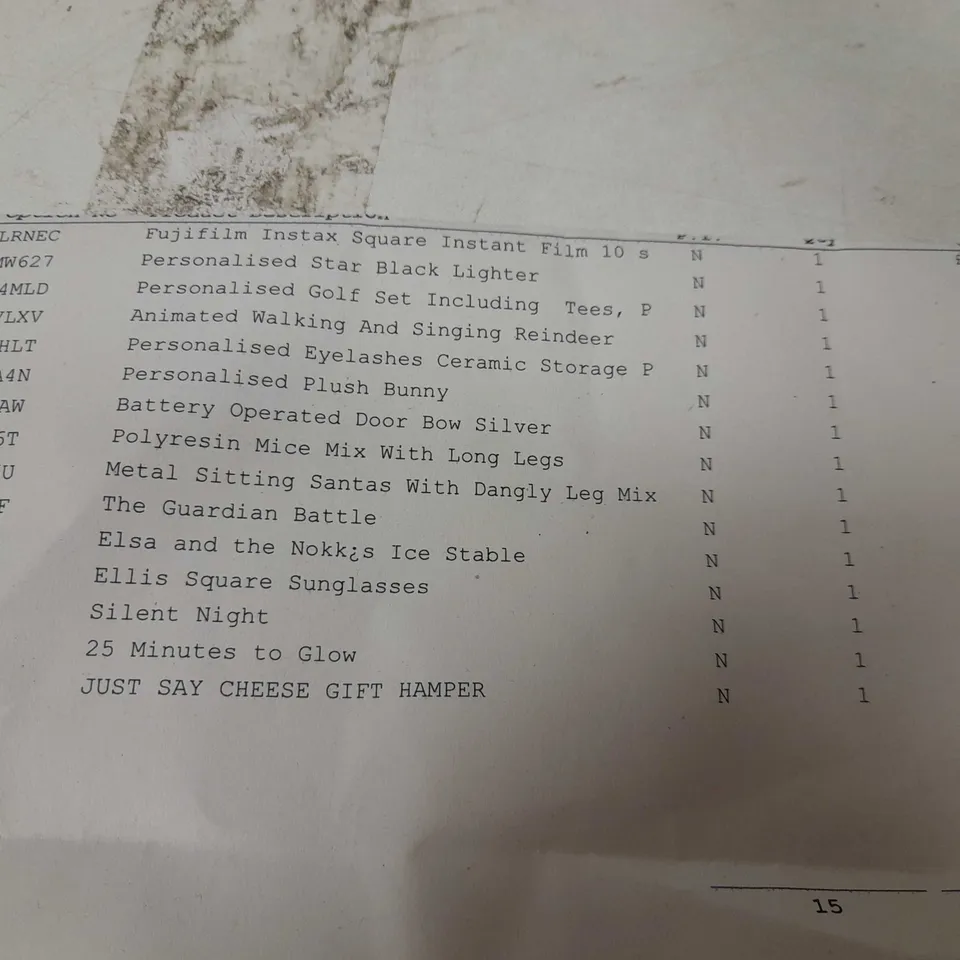 Product Description
LRNEC Fujifilm Instax Square Instant Film 10 s N 1
MW627 Personalised Star Black Lighter N 1
4MLD Personalised Golf Set Including Tees, P N 1
LXV Animated Walking And Singing Reindeer N 1
HLT Personalised Eyelashes Ceramic Storage P N 1
A4N Personalised Plush Bunny N 1
AW Battery Operated Door Bow Silver N 1
6T Polyresin Mice Mix With Long Legs N 1
U Metal Sitting Santas With Dangly Leg Mix N 1
F The Guardian Battle N 1
Elsa and the Nokk¿s Ice Stable N 1
Ellis Square Sunglasses N 1
Silent Night N 1
25 Minutes to Glow N 1
JUST SAY CHEESE GIFT HAMPER N 1
15